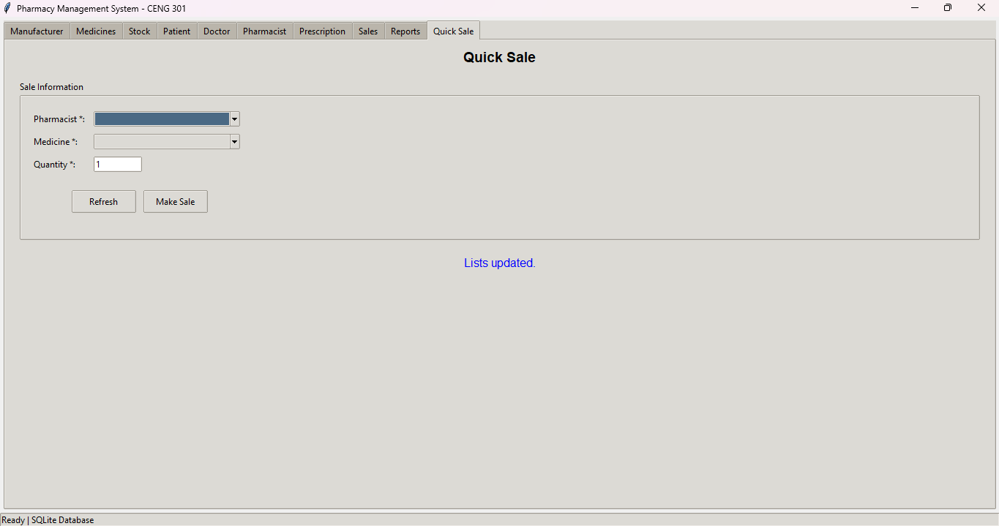 Pharmacy Management System - CENG 301
Manufacturer Medicines Stock Patient Doctor Pharmacist Prescription Sales Reports Quick Sale
Quick Sale
Sale Information
Pharmacist *:
Medicine *:
Quantity *: 1
Refresh Make Sale
Lists updated.
Ready | SQLite Database